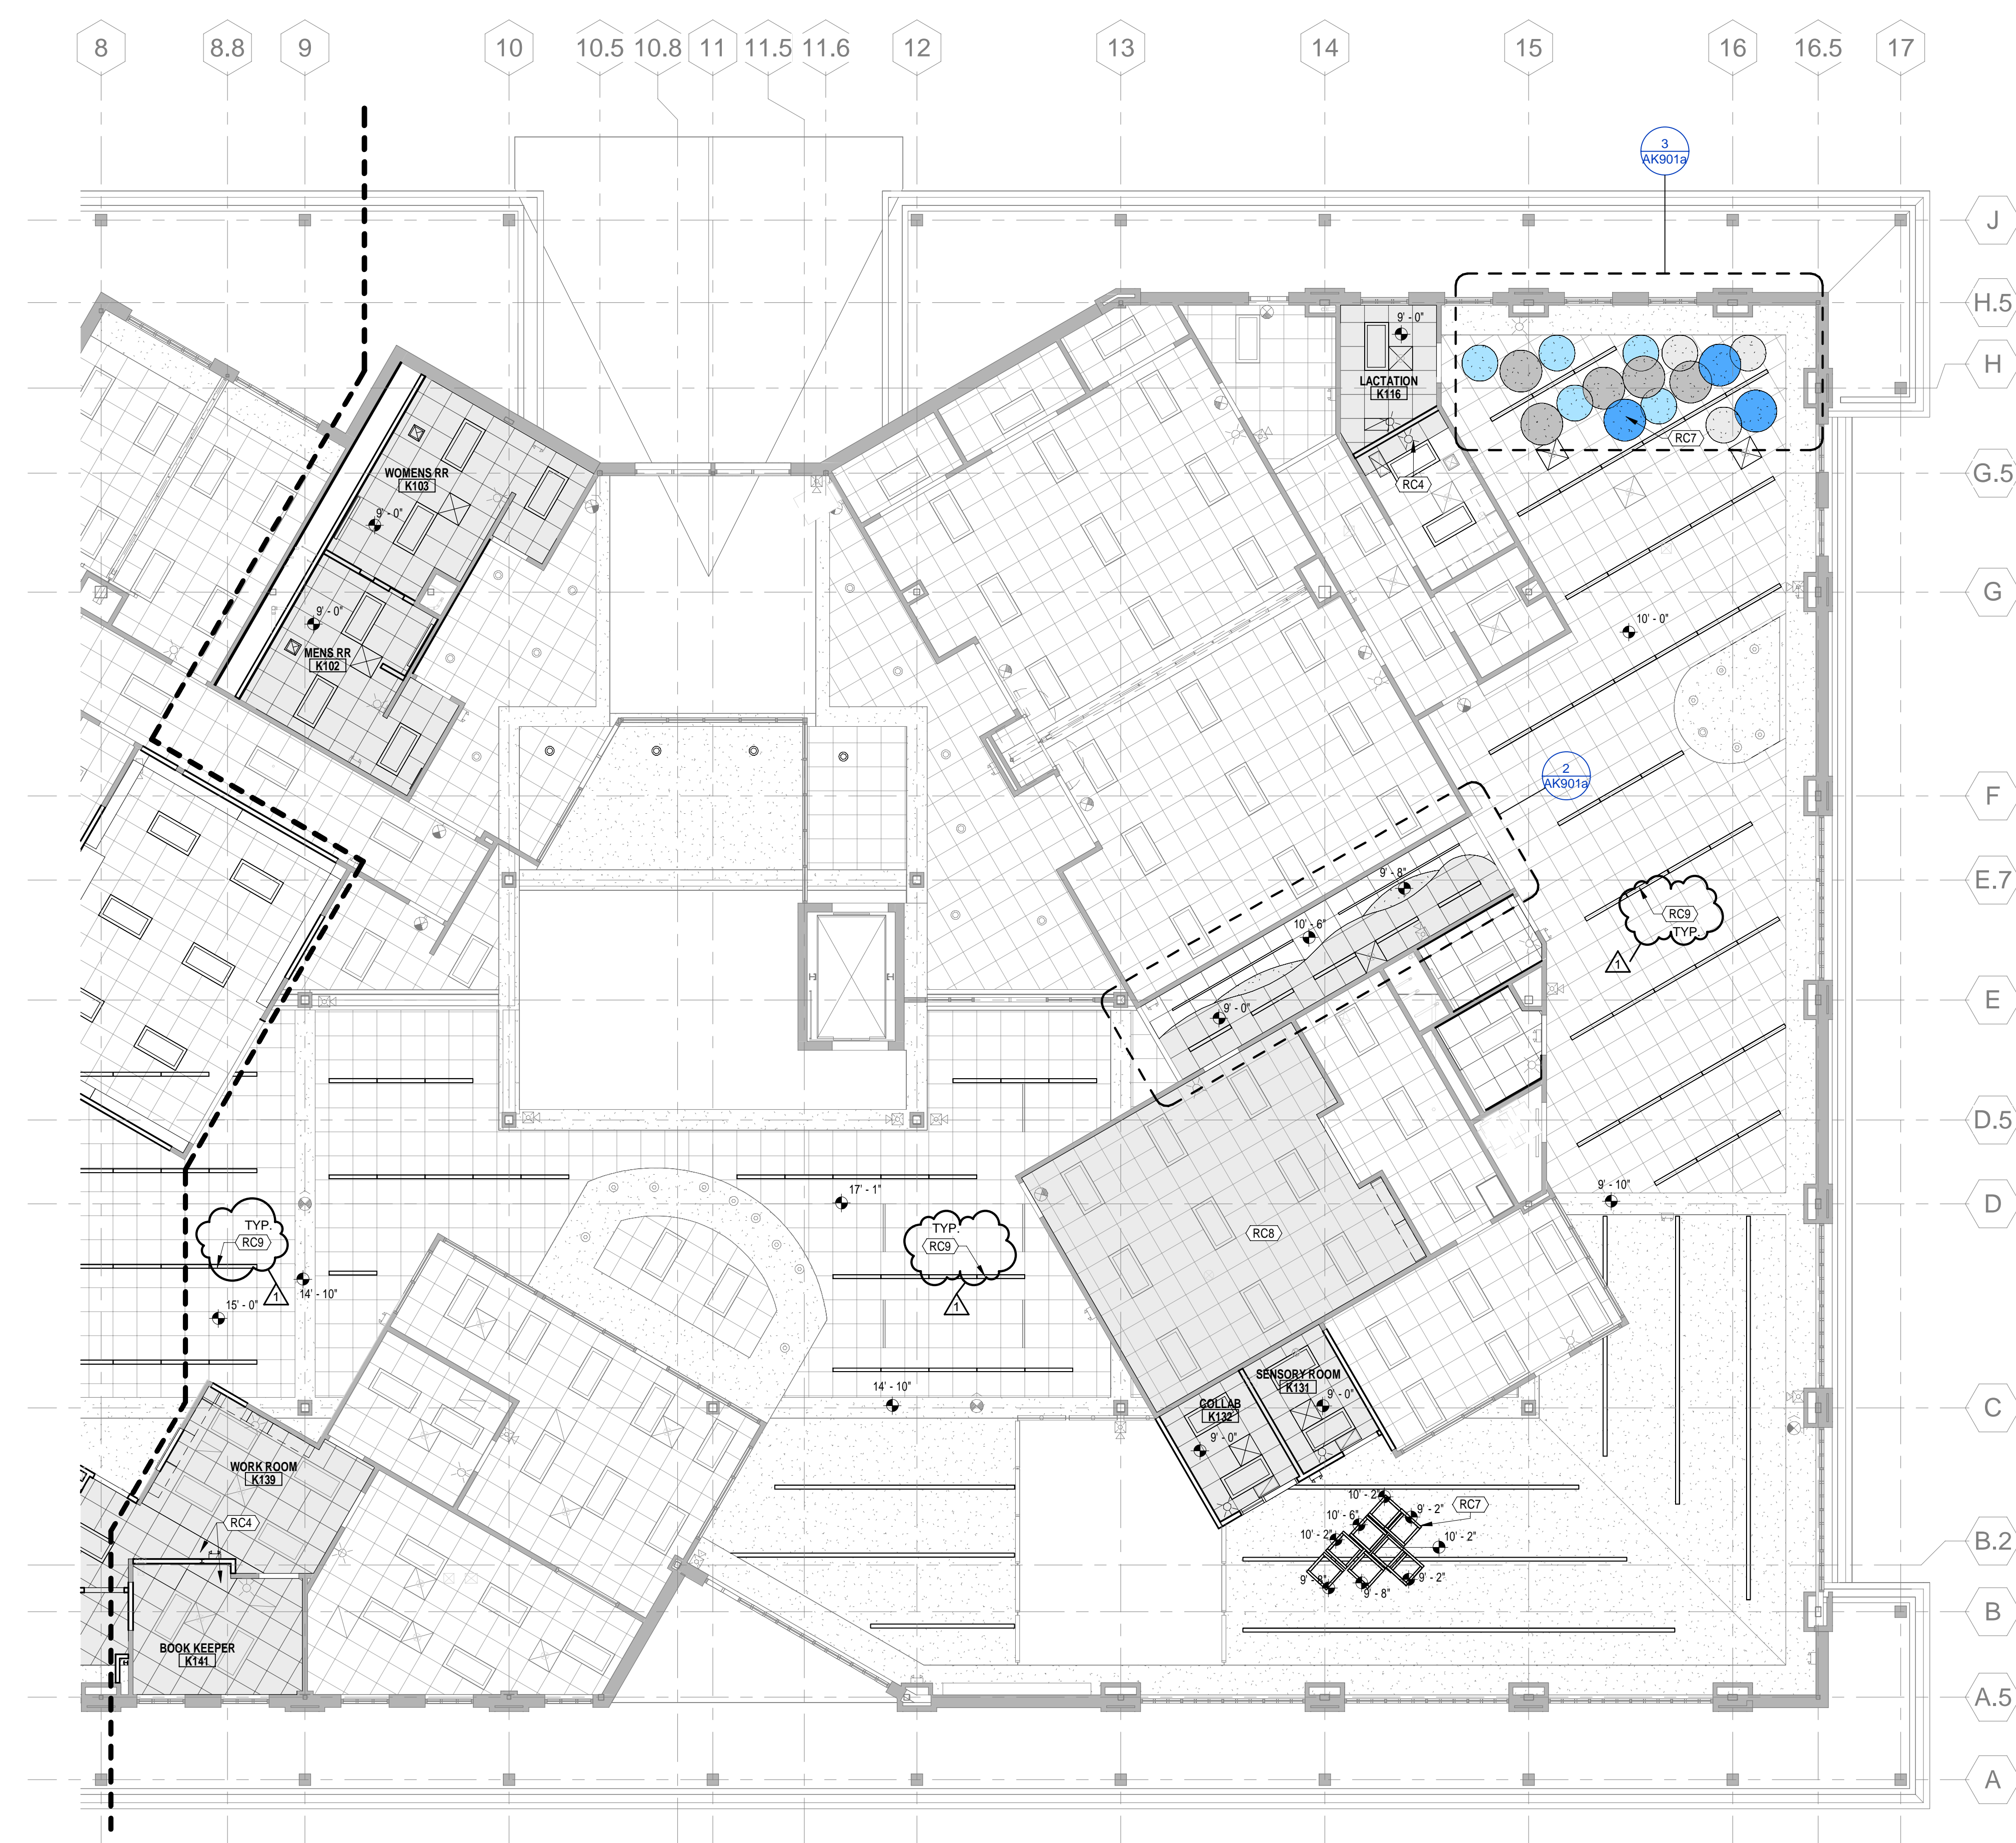 8
8.8
9
10
10.5
10.8
11
11.5
11.6
12
13
14
15
16
16.5
17
3
AK901a
J
H.5
H
G.5
G
F
E.7
E
D.5
D
C
B.2
B
A.5
A
9' - 0"
LACTATION
K116
RC4
RC7
WOMENS RR
K103
9' - 0"
9' - 0"
MENS RR
K102
10' - 0"
2
AK901a
9' - 8"
10' - 6"
9' - 0"
RC9
TYP.
1
9' - 10"
17' - 1"
RC8
TYP.
RC9
1
14' - 10"
15' - 0"
TYP.
RC9
1
14' - 10"
SENSORY ROOM
K131
9' - 0"
COLLAB
K132
9' - 0"
WORK ROOM
K139
RC4
BOOK KEEPER
K141
10' - 2"
9' - 2"
RC7
10' - 6"
10' - 2"
10' - 2"
9' - 8"
9' - 8"
9' - 2"